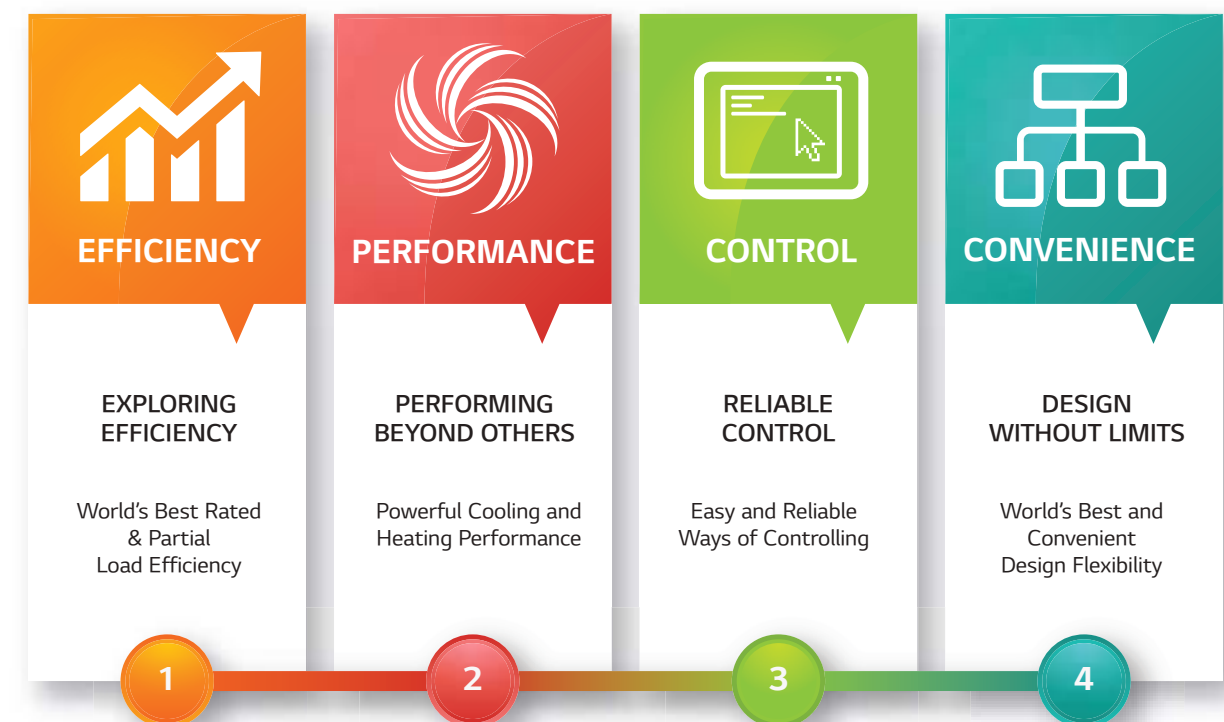 EFFICIENCY
EXPLORING
EFFICIENCY
World's Best Rated
& Partial
Load Efficiency
1
PERFORMANCE
PERFORMING
BEYOND OTHERS
Powerful Cooling and
Heating Performance
2
CONTROL
RELIABLE
CONTROL
Easy and Reliable
Ways of Controlling
3
CONVENIENCE
DESIGN
WITHOUT LIMITS
World's Best and
Convenient
Design Flexibility
4